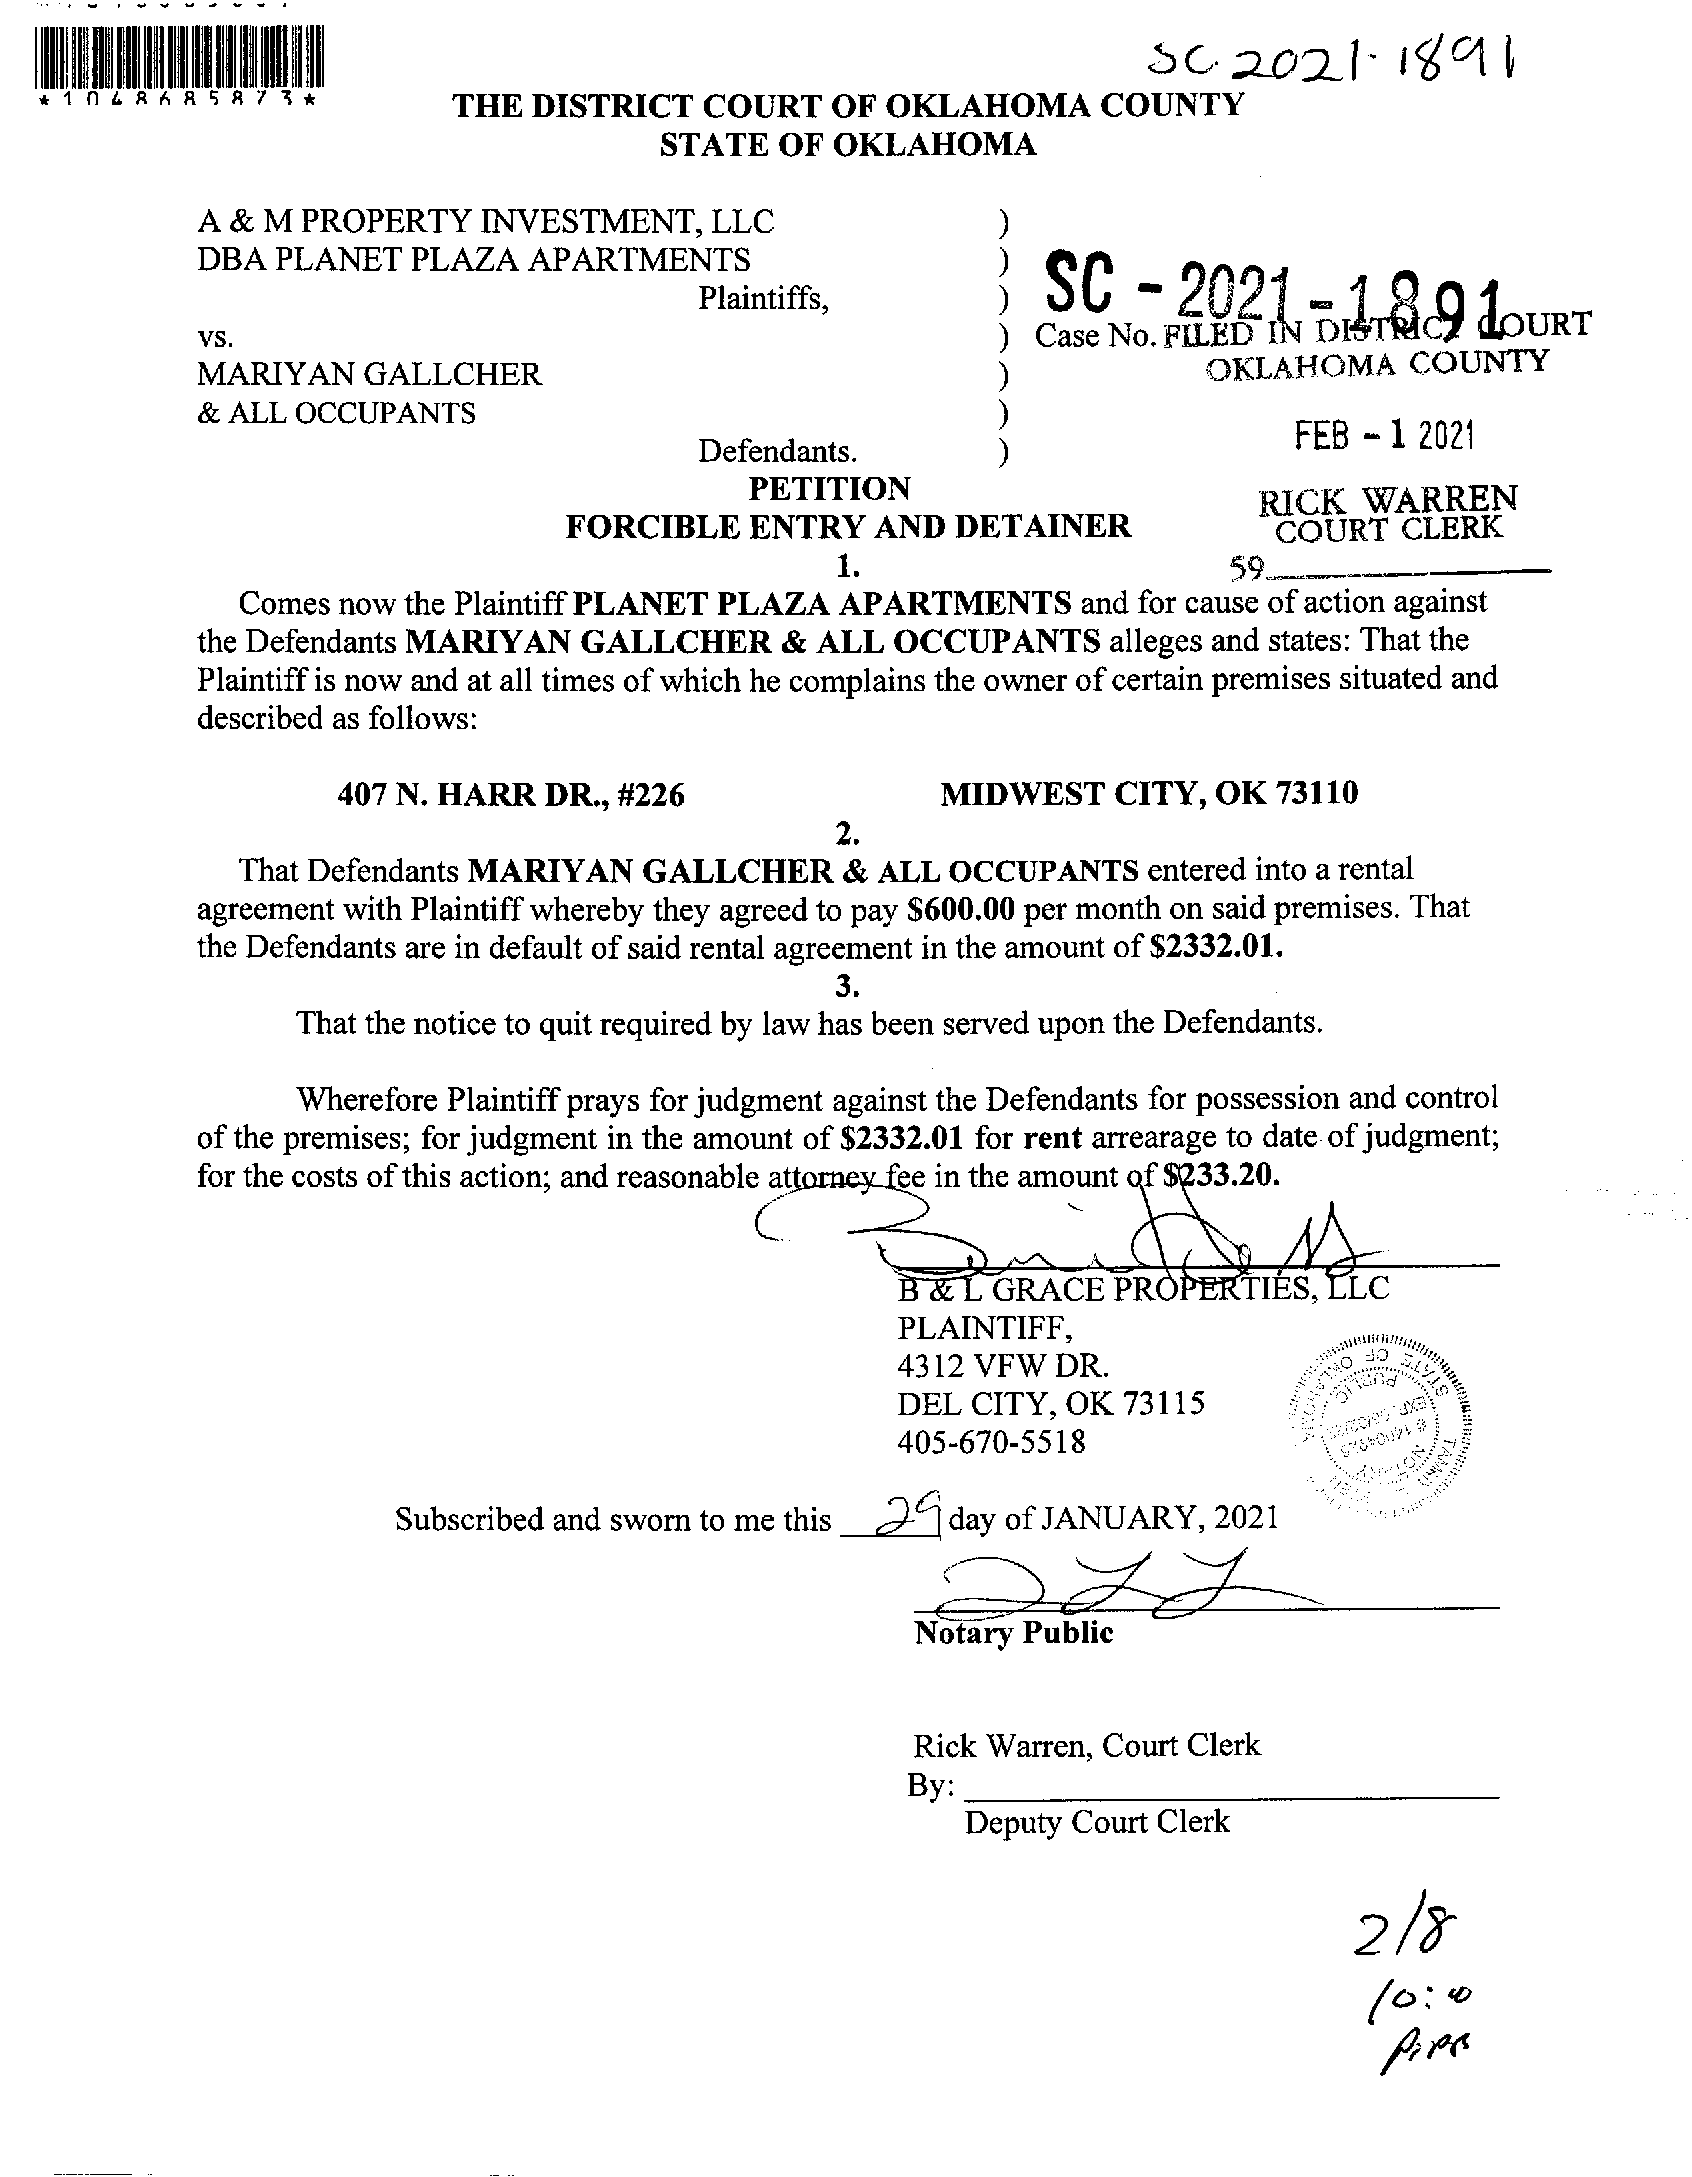 SC-2021-1891
*1048685873*
THE DISTRICT COURT OF OKLAHOMA COUNTY
STATE OF OKLAHOMA
A & M PROPERTY INVESTMENT, LLC )
DBA PLANET PLAZA APARTMENTS )
Plaintiffs, )
SC - 2021 - 1891
vs. ) Case No. FILED IN DISTRICT COURT
OKLAHOMA COUNTY
MARIYAN GALLCHER )
& ALL OCCUPANTS )
FEB - 1 2021
Defendants. )
PETITION
RICK WARREN
COURT CLERK
FORCIBLE ENTRY AND DETAINER
1.
59
Comes now the Plaintiff PLANET PLAZA APARTMENTS and for cause of action against
the Defendants MARIYAN GALLCHER & ALL OCCUPANTS alleges and states: That the
Plaintiff is now and at all times of which he complains the owner of certain premises situated and
described as follows:
407 N. HARR DR., #226 MIDWEST CITY, OK 73110
2.
That Defendants MARIYAN GALLCHER & ALL OCCUPANTS entered into a rental
agreement with Plaintiff whereby they agreed to pay $600.00 per month on said premises. That
the Defendants are in default of said rental agreement in the amount of $2332.01.
3.
That the notice to quit required by law has been served upon the Defendants.
Wherefore Plaintiff prays for judgment against the Defendants for possession and control
of the premises; for judgment in the amount of $2332.01 for rent arrearage to date of judgment;
for the costs of this action; and reasonable attorney fee in the amount of $233.20.
B & L GRACE PROPERTIES, LLC
PLAINTIFF,
4312 VFW DR.
DEL CITY, OK 73115
405-670-5518
STATE OF OKLAHOMA
PUBLIC
EXP.
Subscribed and sworn to me this 29 day of JANUARY, 2021
Notary Public
Rick Warren, Court Clerk
By:
Deputy Court Clerk
2/8
10:00